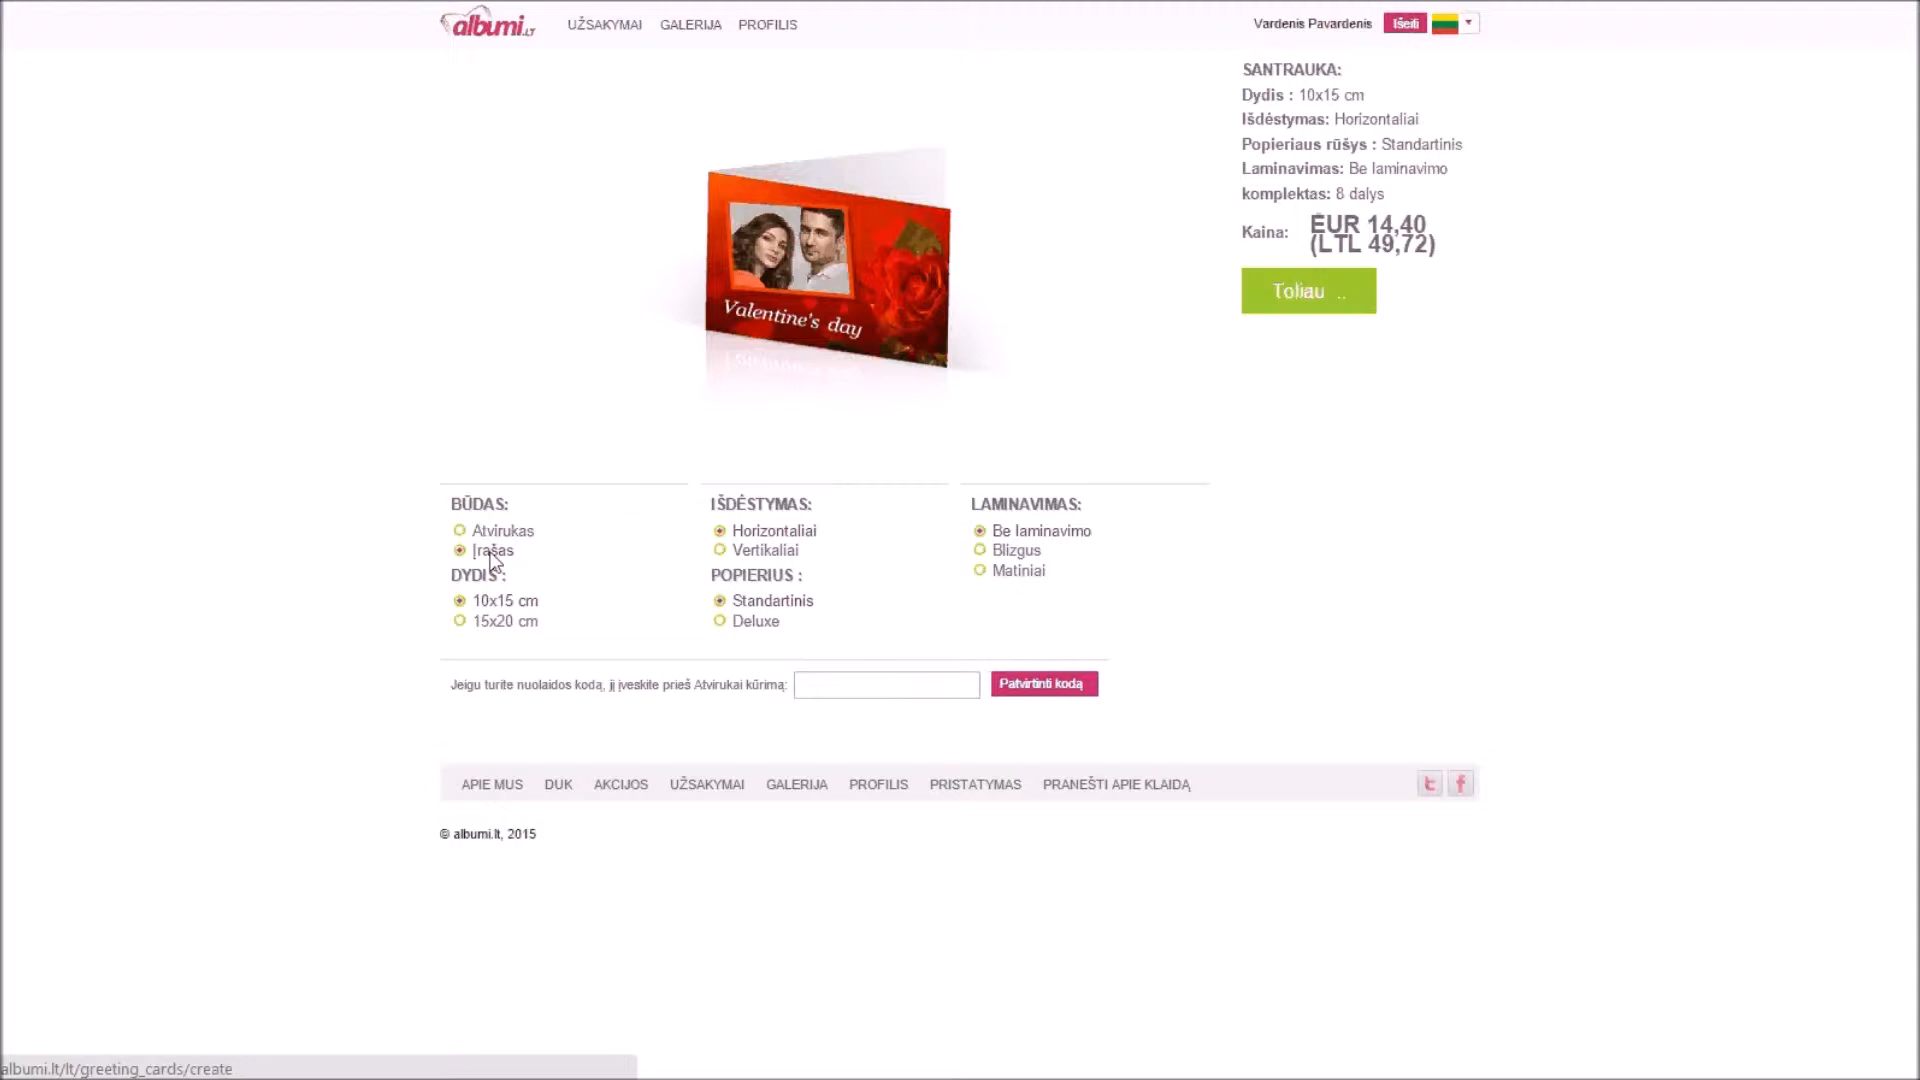 albumi.LT
UŽSAKYMAI GALERIJA PROFILIS
Vardenis Pavardenis Išeiti
SANTRAUKA:
Dydis : 10x15 cm
Išdėstymas: Horizontaliai
Popieriaus rūšys : Standartinis
Laminavimas: Be laminavimo
komplektas: 8 dalys
Kaina: EUR 14,40
(LTL 49,72)
Toliau ..
Valentine's day
BŪDAS:
Atvirukas
Įrašas
DYDIS :
10x15 cm
15x20 cm
IŠDĖSTYMAS:
Horizontaliai
Vertikaliai
POPIERIUS :
Standartinis
Deluxe
LAMINAVIMAS:
Be laminavimo
Blizgus
Matiniai
Jeigu turite nuolaidos kodą, jį įveskite prieš Atvirukai kūrimą: Patvirtinti kodą
APIE MUS DUK AKCIJOS UŽSAKYMAI GALERIJA PROFILIS PRISTATYMAS PRANEŠTI APIE KLAIDĄ
© albumi.lt, 2015
albumi.lt/lt/greeting_cards/create